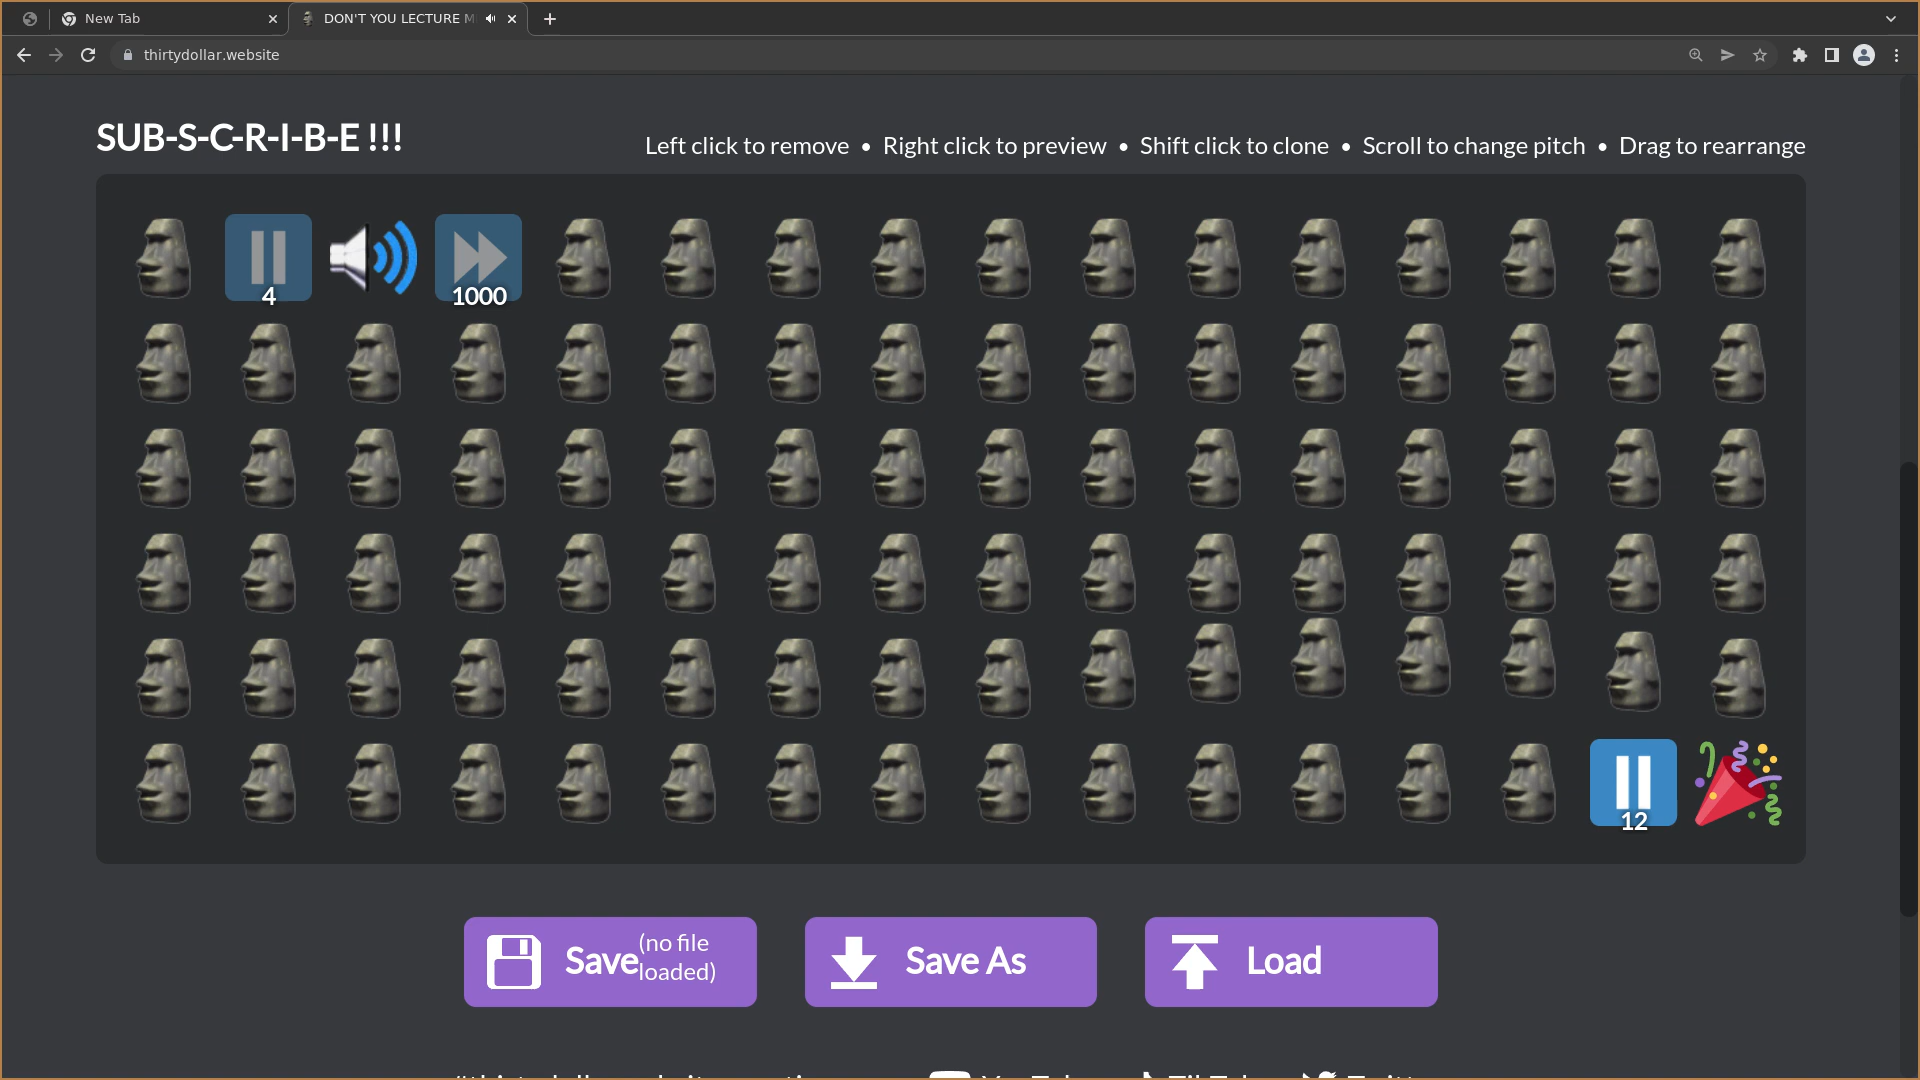 New Tab
DON'T YOU LECTURE M
thirtydollar.website
SUB-S-C-R-I-B-E !!!
Left click to remove • Right click to preview • Shift click to clone • Scroll to change pitch • Drag to rearrange
4
1000
12
Save (no file loaded)
Save As
Load